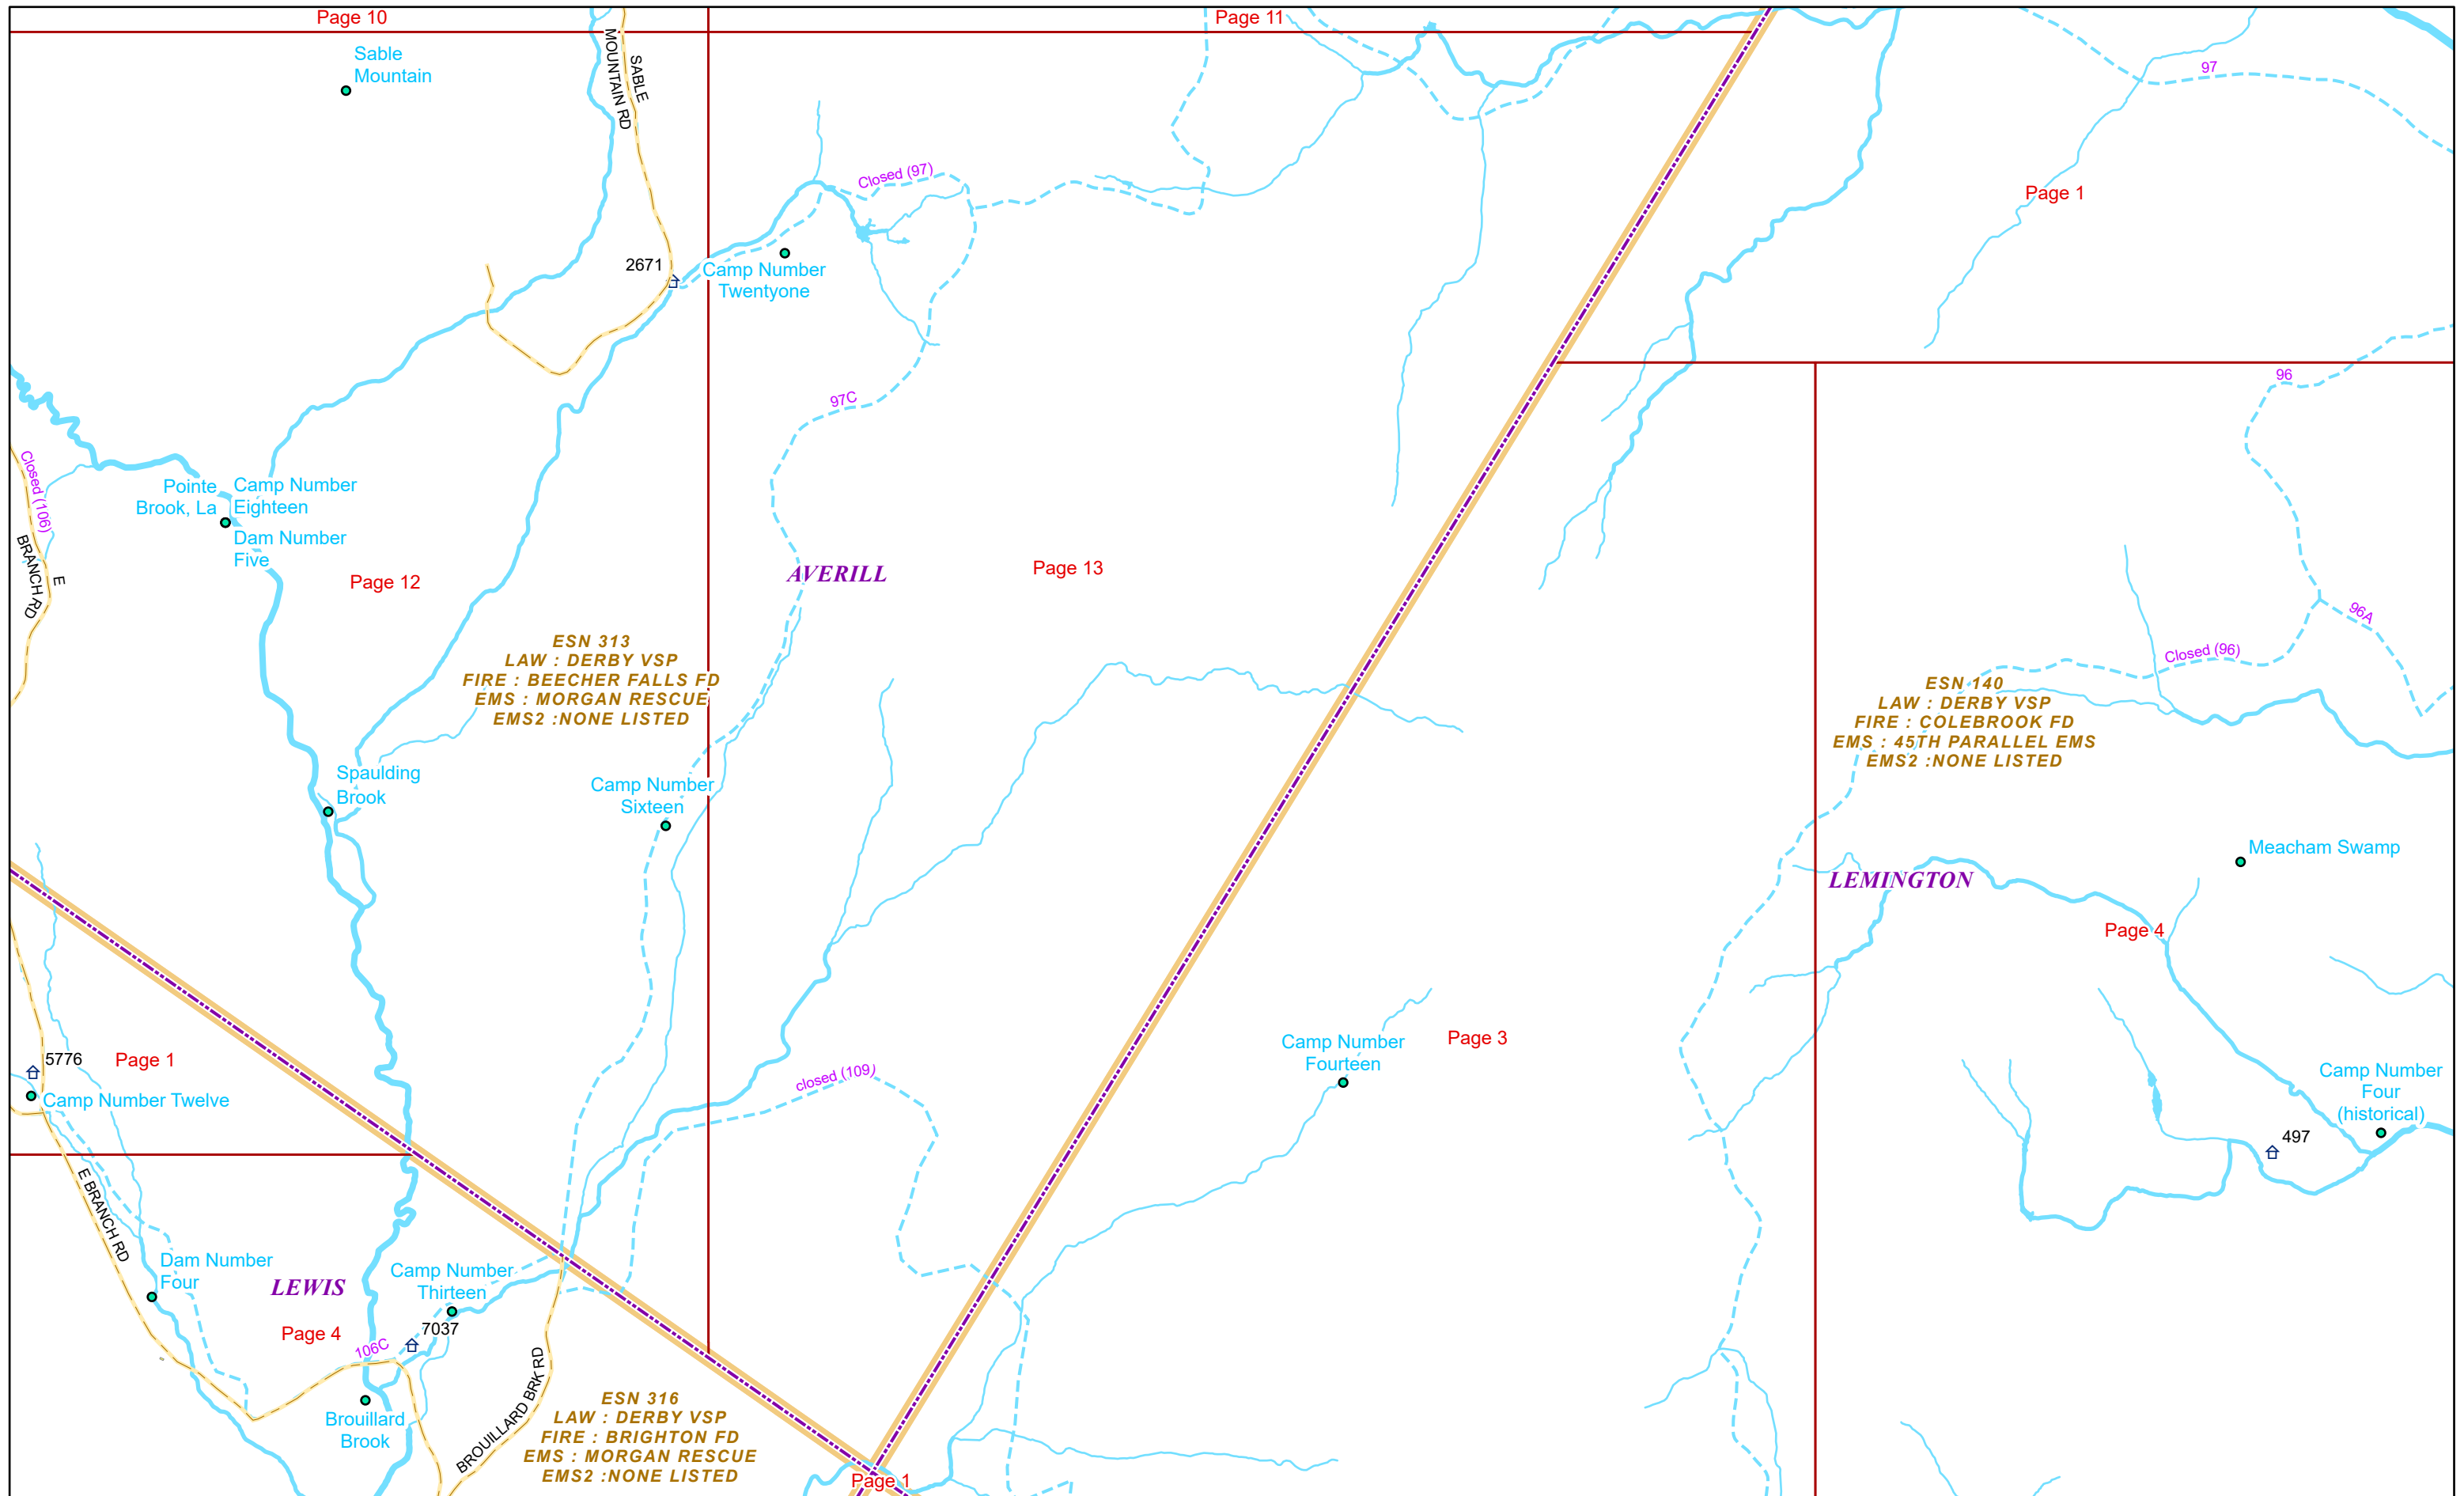 Page 10
Page 11
Sable
Mountain
SABLE
MOUNTAIN RD
97
Closed (97)
Page 1
2671
Camp Number
Twentyone
96
97C
Closed (106)
Pointe
Brook, La
Camp Number
Eighteen
Dam Number
Five
E
BRANCH RD
Page 12
AVERILL
Page 13
96A
Closed (96)
ESN 313
LAW : DERBY VSP
FIRE : BEECHER FALLS FD
EMS : MORGAN RESCUE
EMS2 :NONE LISTED
ESN 140
LAW : DERBY VSP
FIRE : COLEBROOK FD
EMS : 45TH PARALLEL EMS
EMS2 :NONE LISTED
Spaulding
Brook
Camp Number
Sixteen
Meacham Swamp
LEMINGTON
Page 4
5776
Page 1
Camp Number Twelve
closed (109)
Camp Number
Fourteen
Page 3
Camp Number
Four
(historical)
497
E BRANCH RD
Dam Number
Four
LEWIS
Camp Number
Thirteen
Page 4
7037
106C
Brouillard
Brook
BROUILLARD BRK RD
ESN 316
LAW : DERBY VSP
FIRE : BRIGHTON FD
EMS : MORGAN RESCUE
EMS2 :NONE LISTED
Page 1